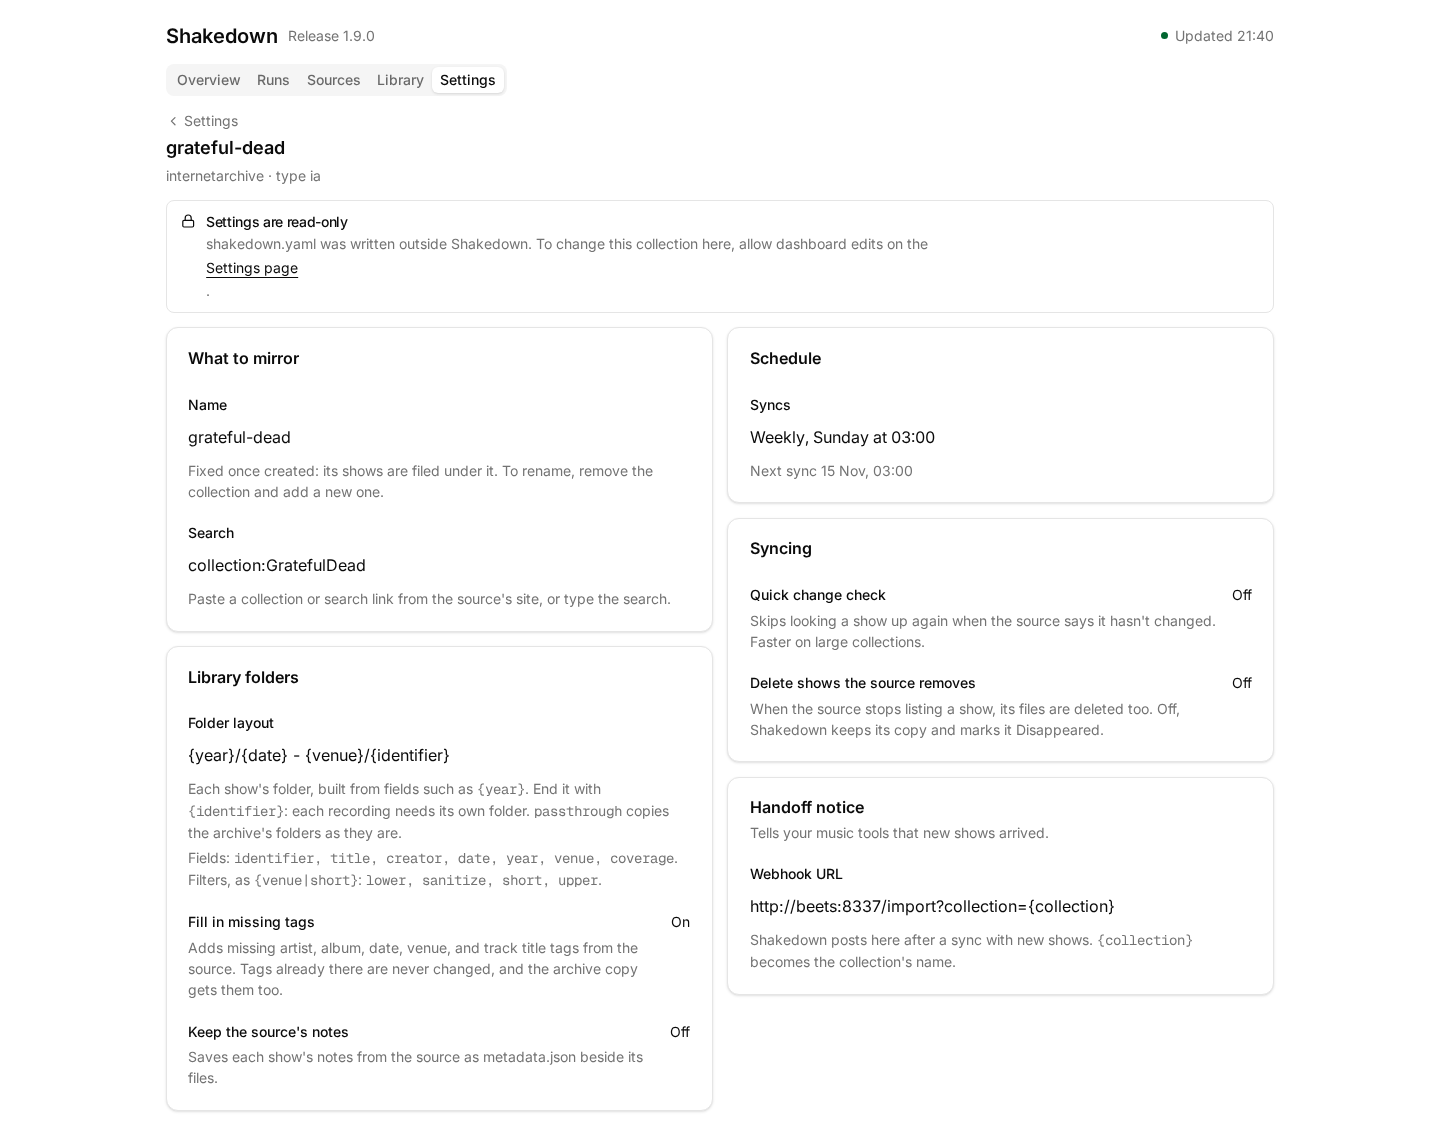 Shakedown Release 1.9.0
Updated 21:40
Overview Runs Sources Library Settings
Settings
grateful-dead
internetarchive · type ia
Settings are read-only
shakedown.yaml was written outside Shakedown. To change this collection here, allow dashboard edits on the
Settings page
.
What to mirror
Name
grateful-dead
Fixed once created: its shows are filed under it. To rename, remove the
collection and add a new one.
Search
collection:GratefulDead
Paste a collection or search link from the source's site, or type the search.
Library folders
Folder layout
{year}/{date} - {venue}/{identifier}
Each show's folder, built from fields such as {year}. End it with
{identifier}: each recording needs its own folder. passthrough copies
the archive's folders as they are.
Fields: identifier, title, creator, date, year, venue, coverage.
Filters, as {venue|short}: lower, sanitize, short, upper.
Fill in missing tags On
Adds missing artist, album, date, venue, and track title tags from the
source. Tags already there are never changed, and the archive copy
gets them too.
Keep the source's notes Off
Saves each show's notes from the source as metadata.json beside its
files.
Schedule
Syncs
Weekly, Sunday at 03:00
Next sync 15 Nov, 03:00
Syncing
Quick change check Off
Skips looking a show up again when the source says it hasn't changed.
Faster on large collections.
Delete shows the source removes Off
When the source stops listing a show, its files are deleted too. Off,
Shakedown keeps its copy and marks it Disappeared.
Handoff notice
Tells your music tools that new shows arrived.
Webhook URL
http://beets:8337/import?collection={collection}
Shakedown posts here after a sync with new shows. {collection}
becomes the collection's name.